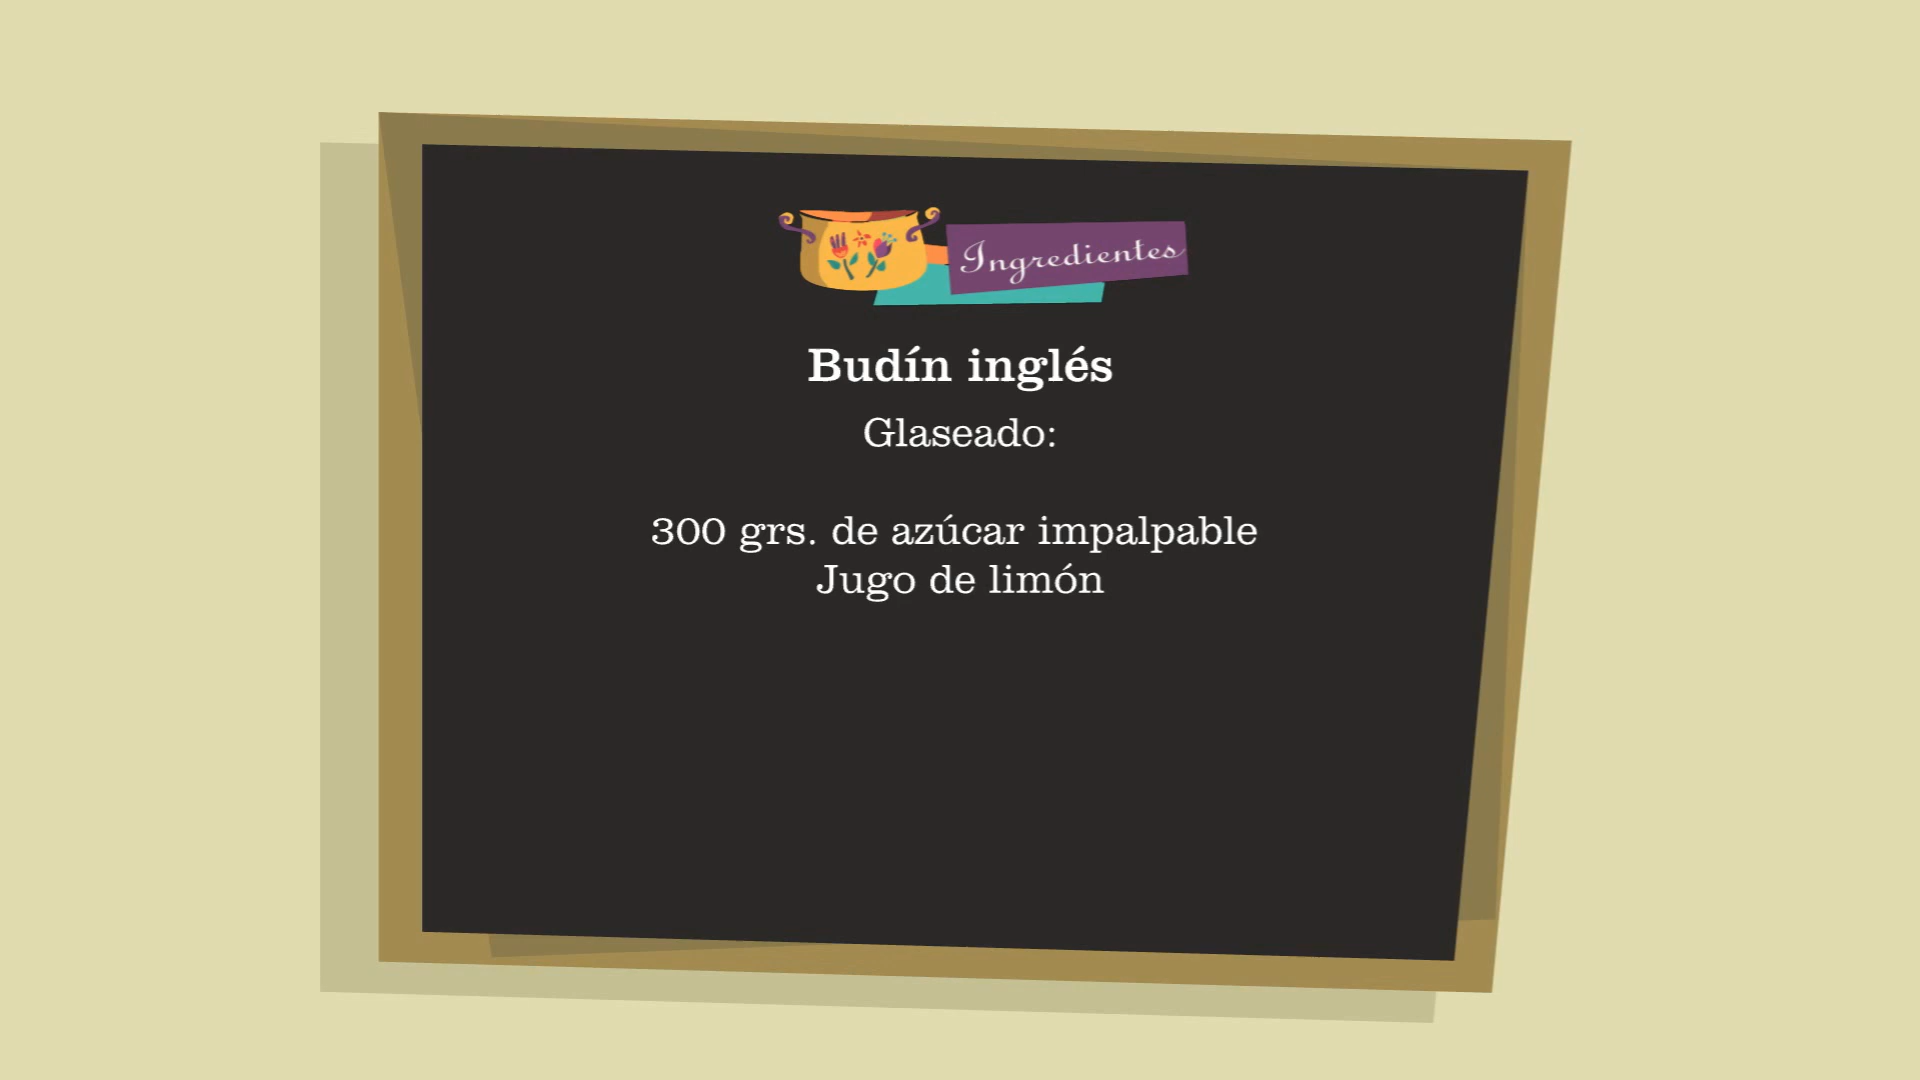 Ingredientes
Budín inglés
Glaseado:
300 grs. de azúcar impalpable
Jugo de limón